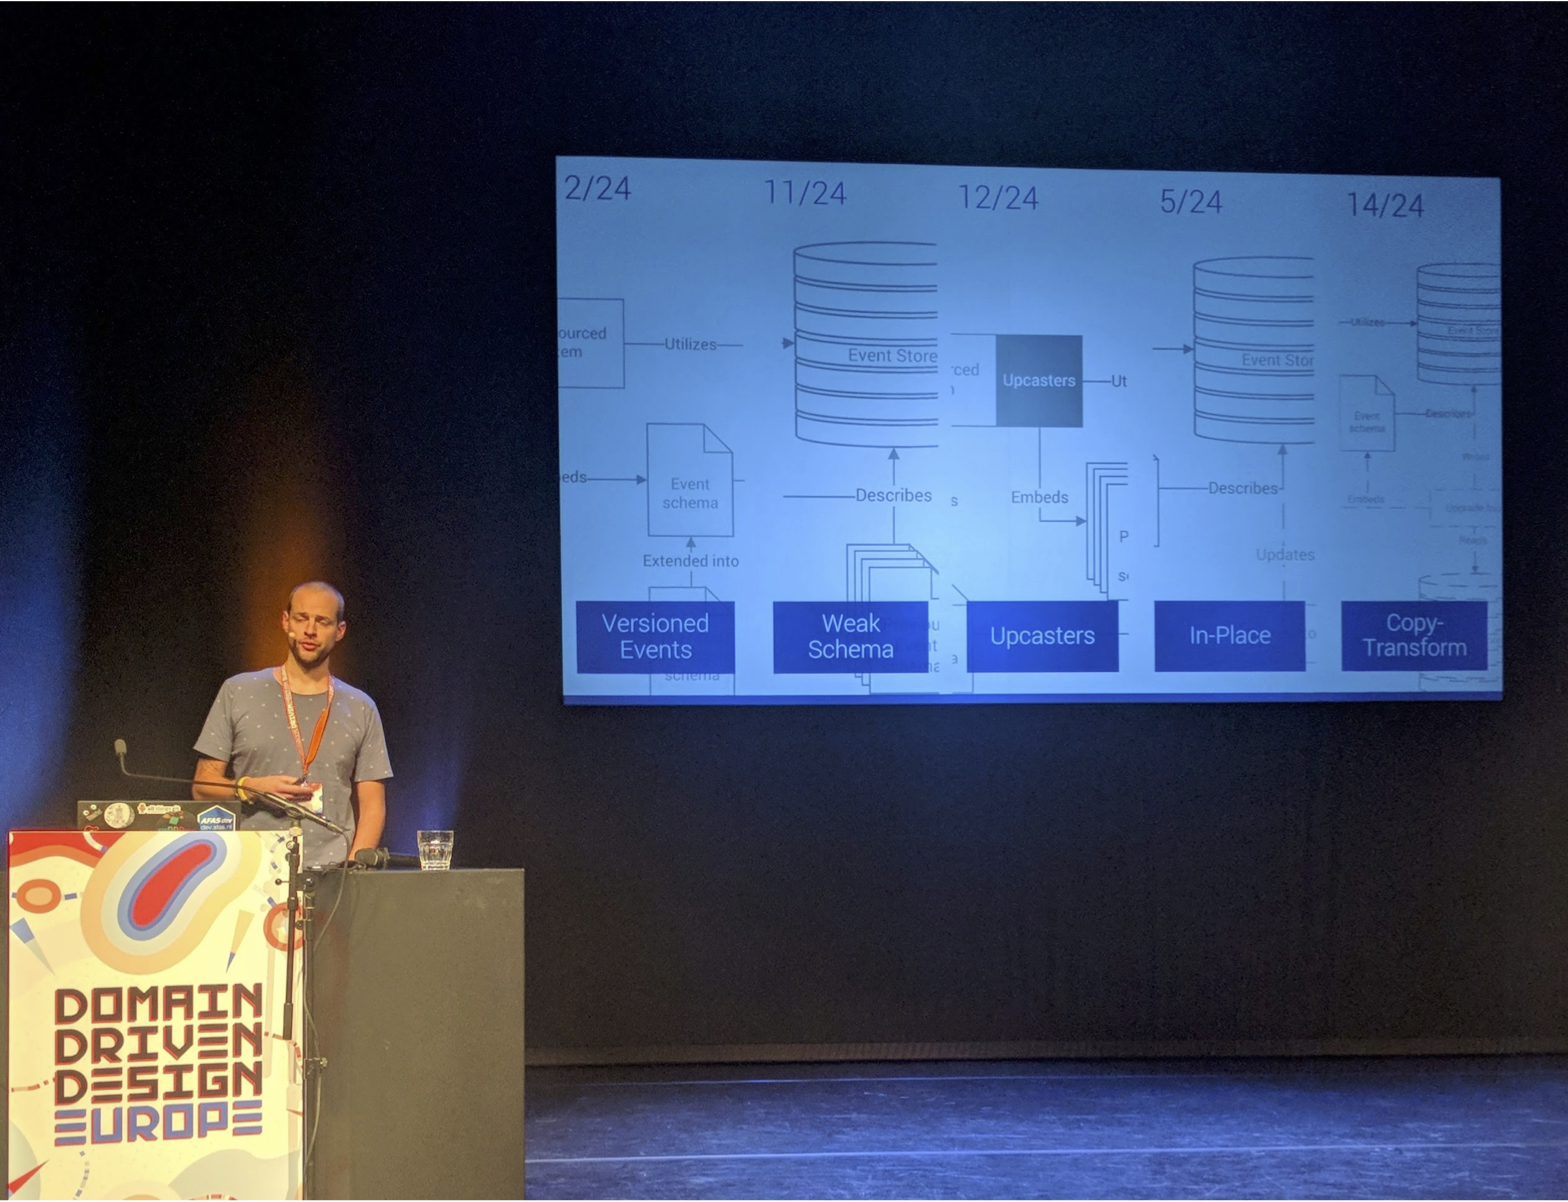 2/24
11/24
12/24
5/24
14/24
ourced
em
Utilizes
Event Store
rced
Upcasters
Ut
Event Stor
Utilizes
Event Store
eds
Event
schema
Describes
s
Embeds
P
Describes
Event
schema
Describes
Extended into
Updates
Embeds
Versioned
Events
Weak
Schema
Upcasters
In-Place
Copy-
Transform
schema
DOMAIN
DRIVEN
DESIGN
EUROPE